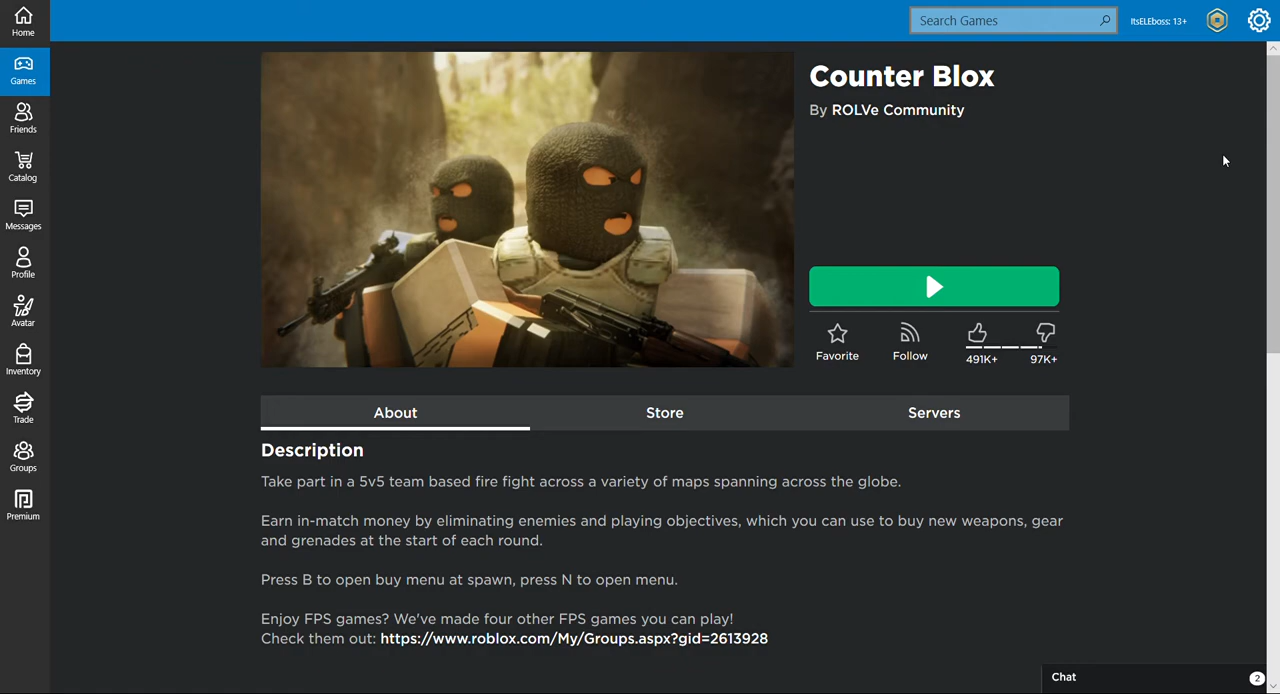 Home
Games
Friends
Catalog
Messages
Profile
Avatar
Inventory
Trade
Groups
Premium
Search Games
ItsELEboss: 13+
Counter Blox
By ROLVe Community
Favorite
Follow
491K+
97K+
About
Store
Servers
Description
Take part in a 5v5 team based fire fight across a variety of maps spanning across the globe.
Earn in-match money by eliminating enemies and playing objectives, which you can use to buy new weapons, gear
and grenades at the start of each round.
Press B to open buy menu at spawn, press N to open menu.
Enjoy FPS games? We've made four other FPS games you can play!
Check them out: https://www.roblox.com/My/Groups.aspx?gid=2613928
Chat
2